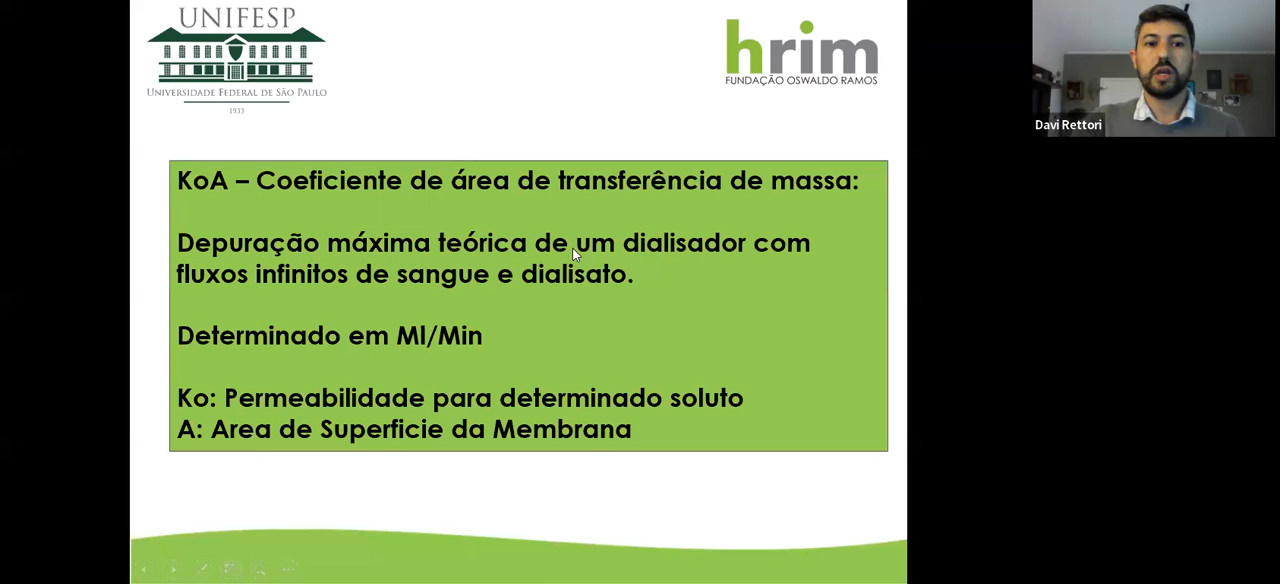 UNIFESP
UNIVERSIDADE FEDERAL DE SÃO PAULO
1933
hrim
FUNDAÇÃO OSWALDO RAMOS
Davi Rettori
KoA – Coeficiente de área de transferência de massa:
Depuração máxima teórica de um dialisador com
fluxos infinitos de sangue e dialisato.
Determinado em Ml/Min
Ko: Permeabilidade para determinado soluto
A: Area de Superficie da Membrana